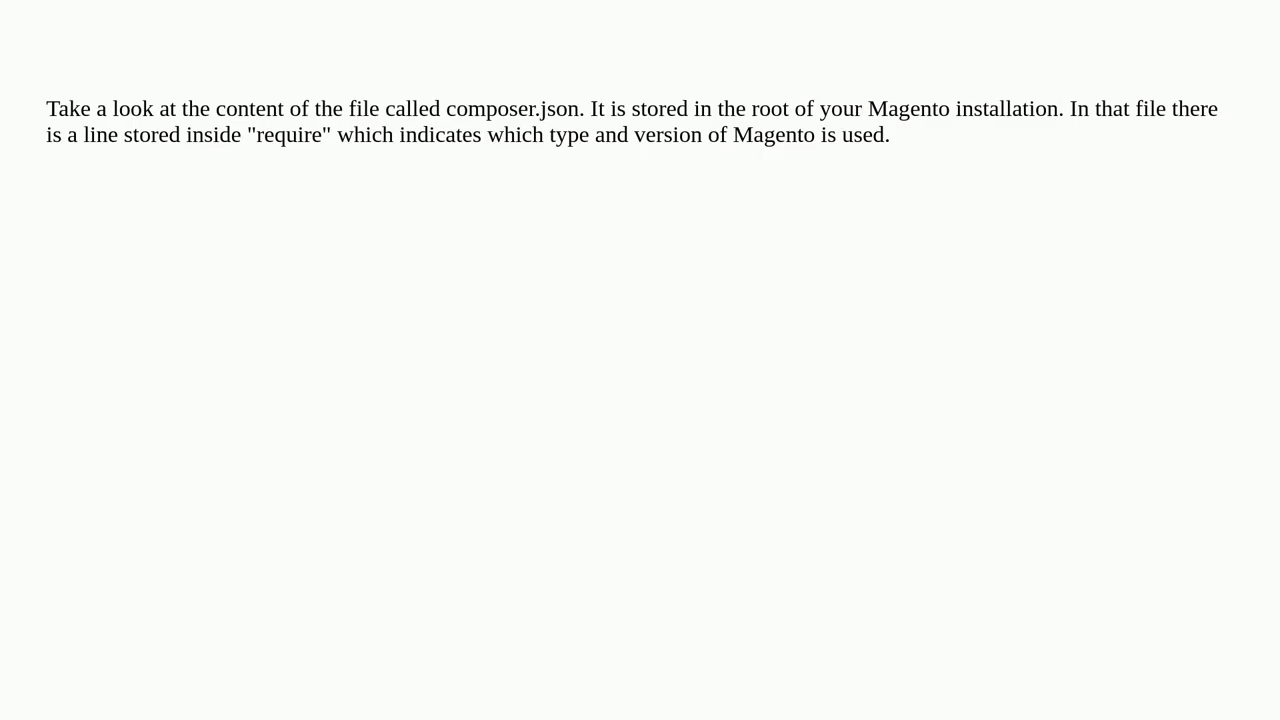 Take a look at the content of the file called composer.json. It is stored in the root of your Magento installation. In that file there
is a line stored inside "require" which indicates which type and version of Magento is used.